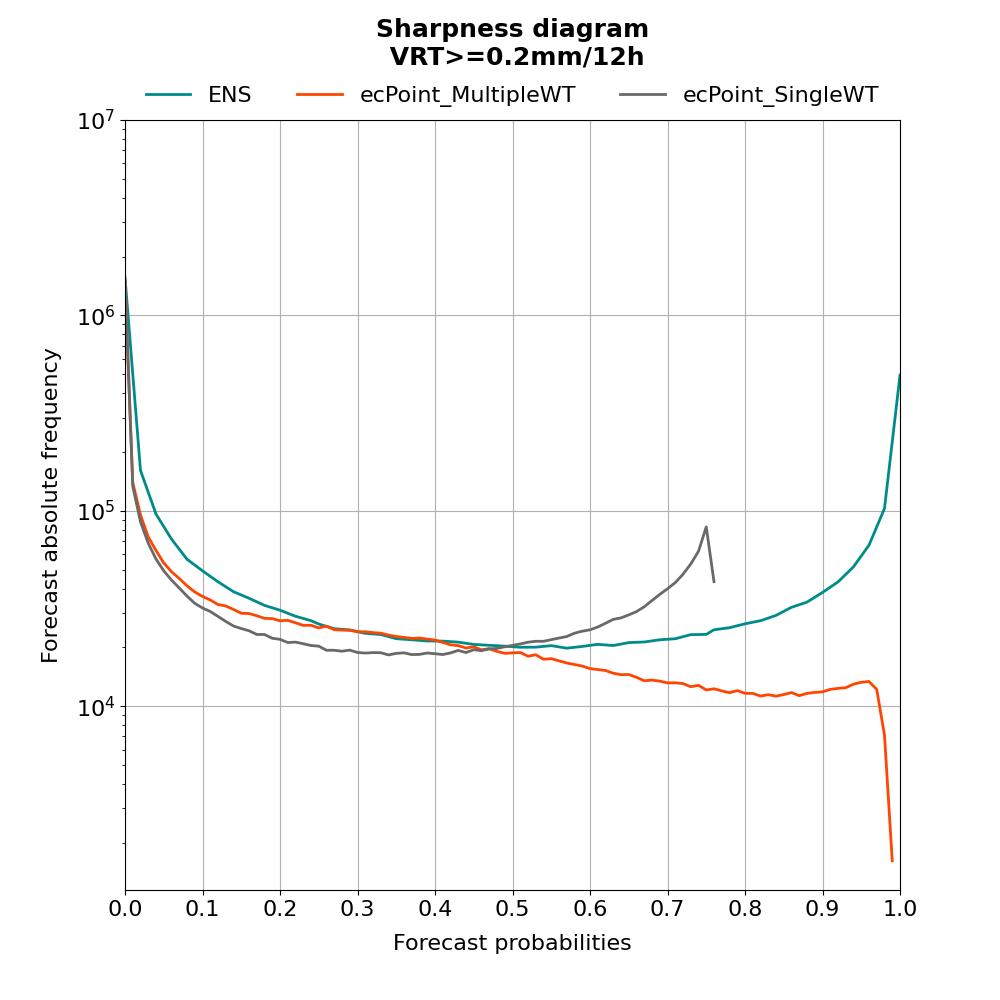 Sharpness diagram
VRT>=0.2mm/12h
ENS ecPoint_MultipleWT ecPoint_SingleWT
10⁷
10⁶
10⁵
10⁴
Forecast absolute frequency
0.0 0.1 0.2 0.3 0.4 0.5 0.6 0.7 0.8 0.9 1.0
Forecast probabilities